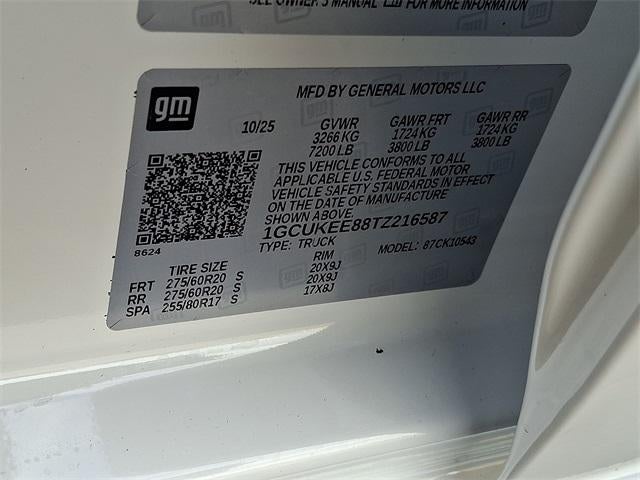 SEE OWNER'S MANUAL FOR MORE INFORMATION
GM
gm
MFD BY GENERAL MOTORS LLC
10/25 GVWR GAWR FRT GAWR RR
3266 KG 1724 KG 1724 KG
7200 LB 3800 LB 3800 LB
THIS VEHICLE CONFORMS TO ALL
APPLICABLE U.S. FEDERAL MOTOR
VEHICLE SAFETY STANDARDS IN EFFECT
ON THE DATE OF MANUFACTURE
SHOWN ABOVE.
1GCUKEE88TZ216587
8624
TYPE: TRUCK MODEL: 87CK10543
TIRE SIZE RIM
FRT 275/60R20 S 20X9J
RR 275/60R20 S 20X9J
SPA 255/80R17 S 17X8J